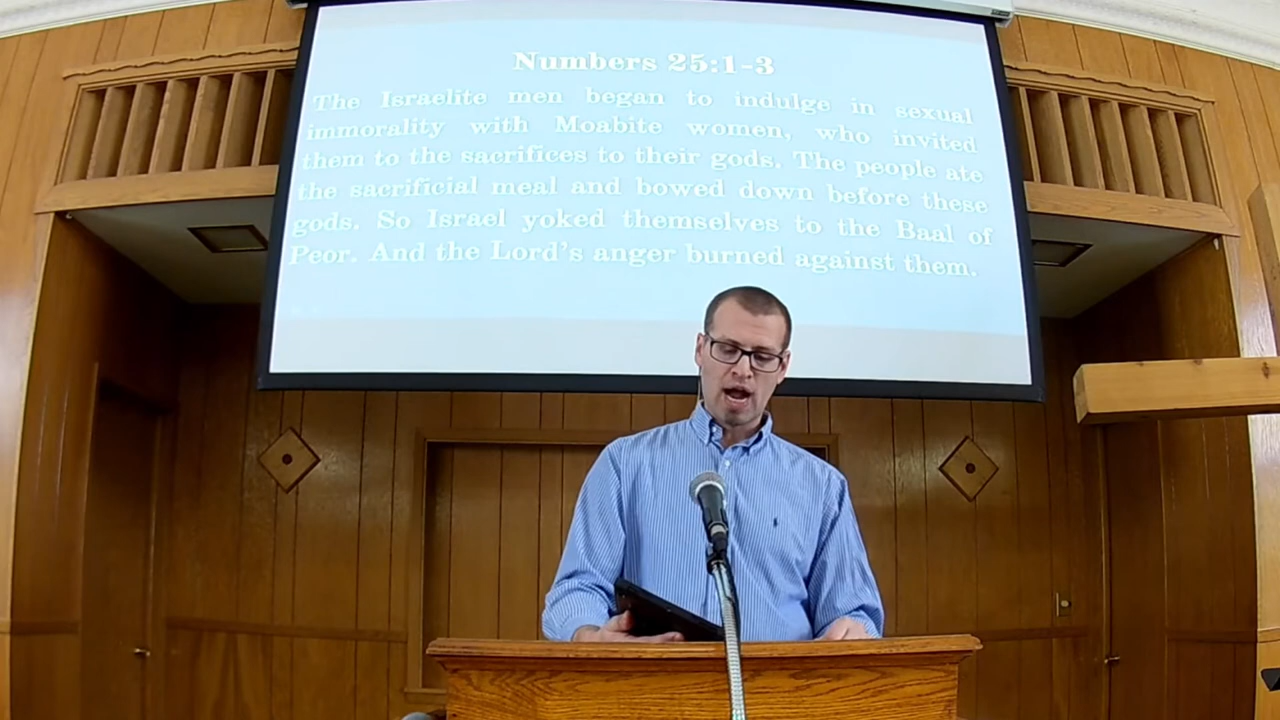 Numbers 25:1-3
The Israelite men began to indulge in sexual
immorality with Moabite women, who invited
them to the sacrifices to their gods. The people ate
the sacrificial meal and bowed down before these
gods. So Israel yoked themselves to the Baal of
Peor. And the Lord's anger burned against them.